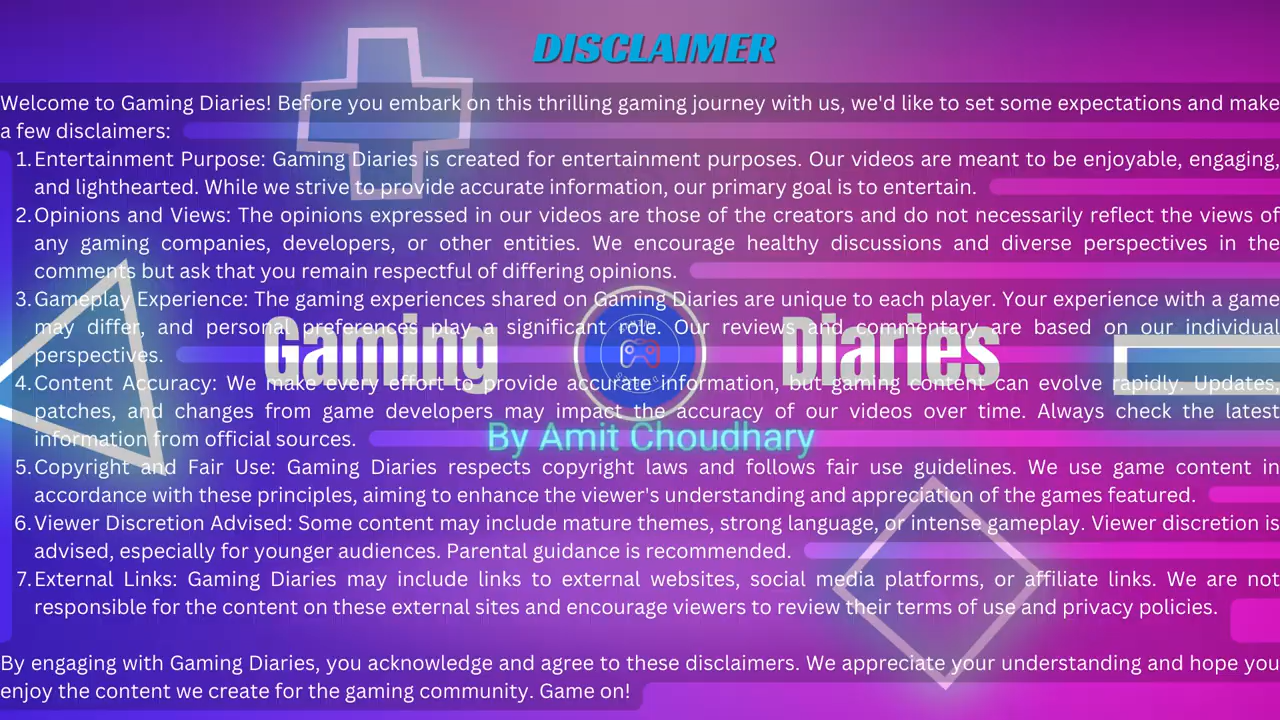 DISCLAIMER
Welcome to Gaming Diaries! Before you embark on this thrilling gaming journey with us, we'd like to set some expectations and make
a few disclaimers:
1. Entertainment Purpose: Gaming Diaries is created for entertainment purposes. Our videos are meant to be enjoyable, engaging,
and lighthearted. While we strive to provide accurate information, our primary goal is to entertain.
2. Opinions and Views: The opinions expressed in our videos are those of the creators and do not necessarily reflect the views of
any gaming companies, developers, or other entities. We encourage healthy discussions and diverse perspectives in the
comments but ask that you remain respectful of differing opinions.
3. Gameplay Experience: The gaming experiences shared on Gaming Diaries are unique to each player. Your experience with a game
may differ, and personal preferences play a significant role. Our reviews and commentary are based on our individual
perspectives.
Gaming Diaries
4. Content Accuracy: We make every effort to provide accurate information, but gaming content can evolve rapidly. Updates,
patches, and changes from game developers may impact the accuracy of our videos over time. Always check the latest
information from official sources.
By Amit Choudhary
5. Copyright and Fair Use: Gaming Diaries respects copyright laws and follows fair use guidelines. We use game content in
accordance with these principles, aiming to enhance the viewer's understanding and appreciation of the games featured.
6. Viewer Discretion Advised: Some content may include mature themes, strong language, or intense gameplay. Viewer discretion is
advised, especially for younger audiences. Parental guidance is recommended.
7. External Links: Gaming Diaries may include links to external websites, social media platforms, or affiliate links. We are not
responsible for the content on these external sites and encourage viewers to review their terms of use and privacy policies.
By engaging with Gaming Diaries, you acknowledge and agree to these disclaimers. We appreciate your understanding and hope you
enjoy the content we create for the gaming community. Game on!